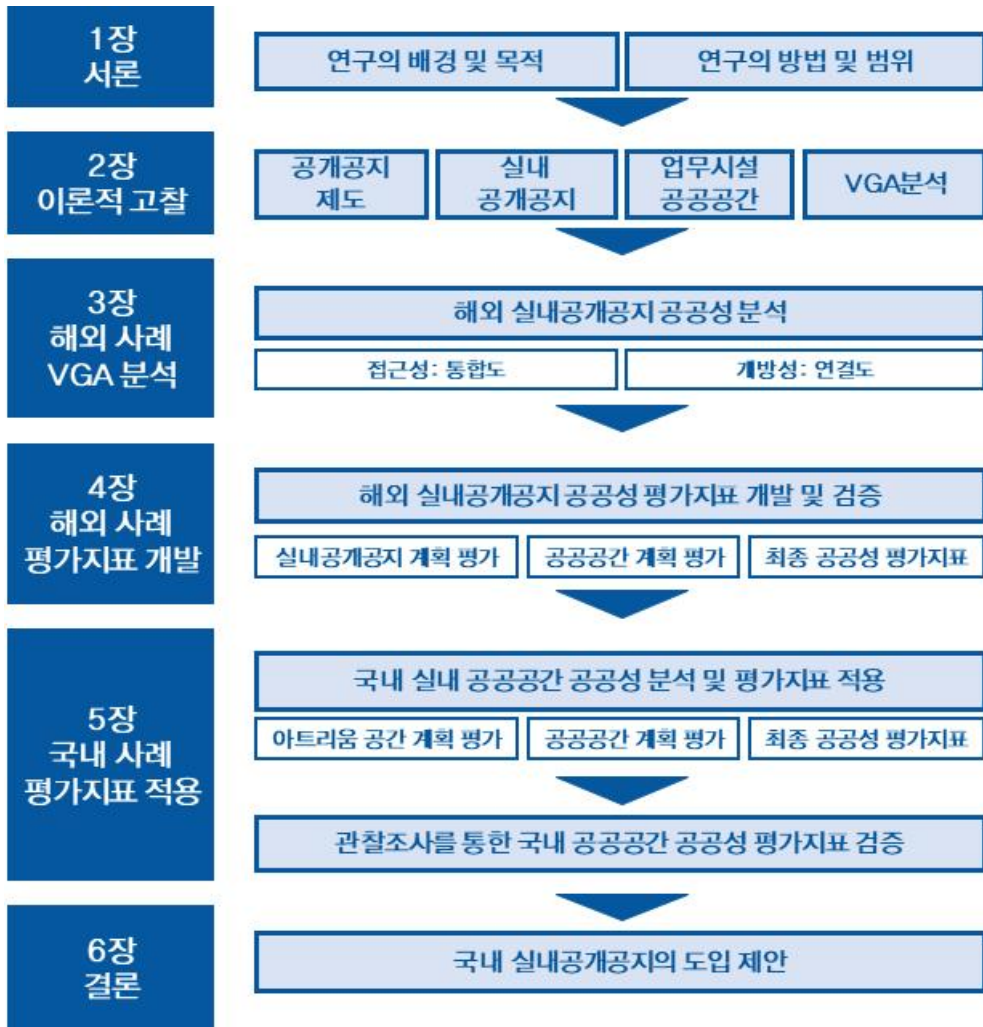 1장
서론
연구의 배경 및 목적
연구의 방법 및 범위
2장
이론적 고찰
공개공지
제도
실내
공개공지
업무시설
공공공간
VGA분석
3장
해외 사례
VGA 분석
해외 실내공개공지 공공성 분석
접근성: 통합도
개방성: 연결도
4장
해외 사례
평가지표 개발
해외 실내공개공지 공공성 평가지표 개발 및 검증
실내공개공지 계획 평가
공공공간 계획 평가
최종 공공성 평가지표
5장
국내 사례
평가지표 적용
국내 실내 공공공간 공공성 분석 및 평가지표 적용
아트리움 공간 계획 평가
공공공간 계획 평가
최종 공공성 평가지표
관찰조사를 통한 국내 공공공간 공공성 평가지표 검증
6장
결론
국내 실내공개공지의 도입 제안